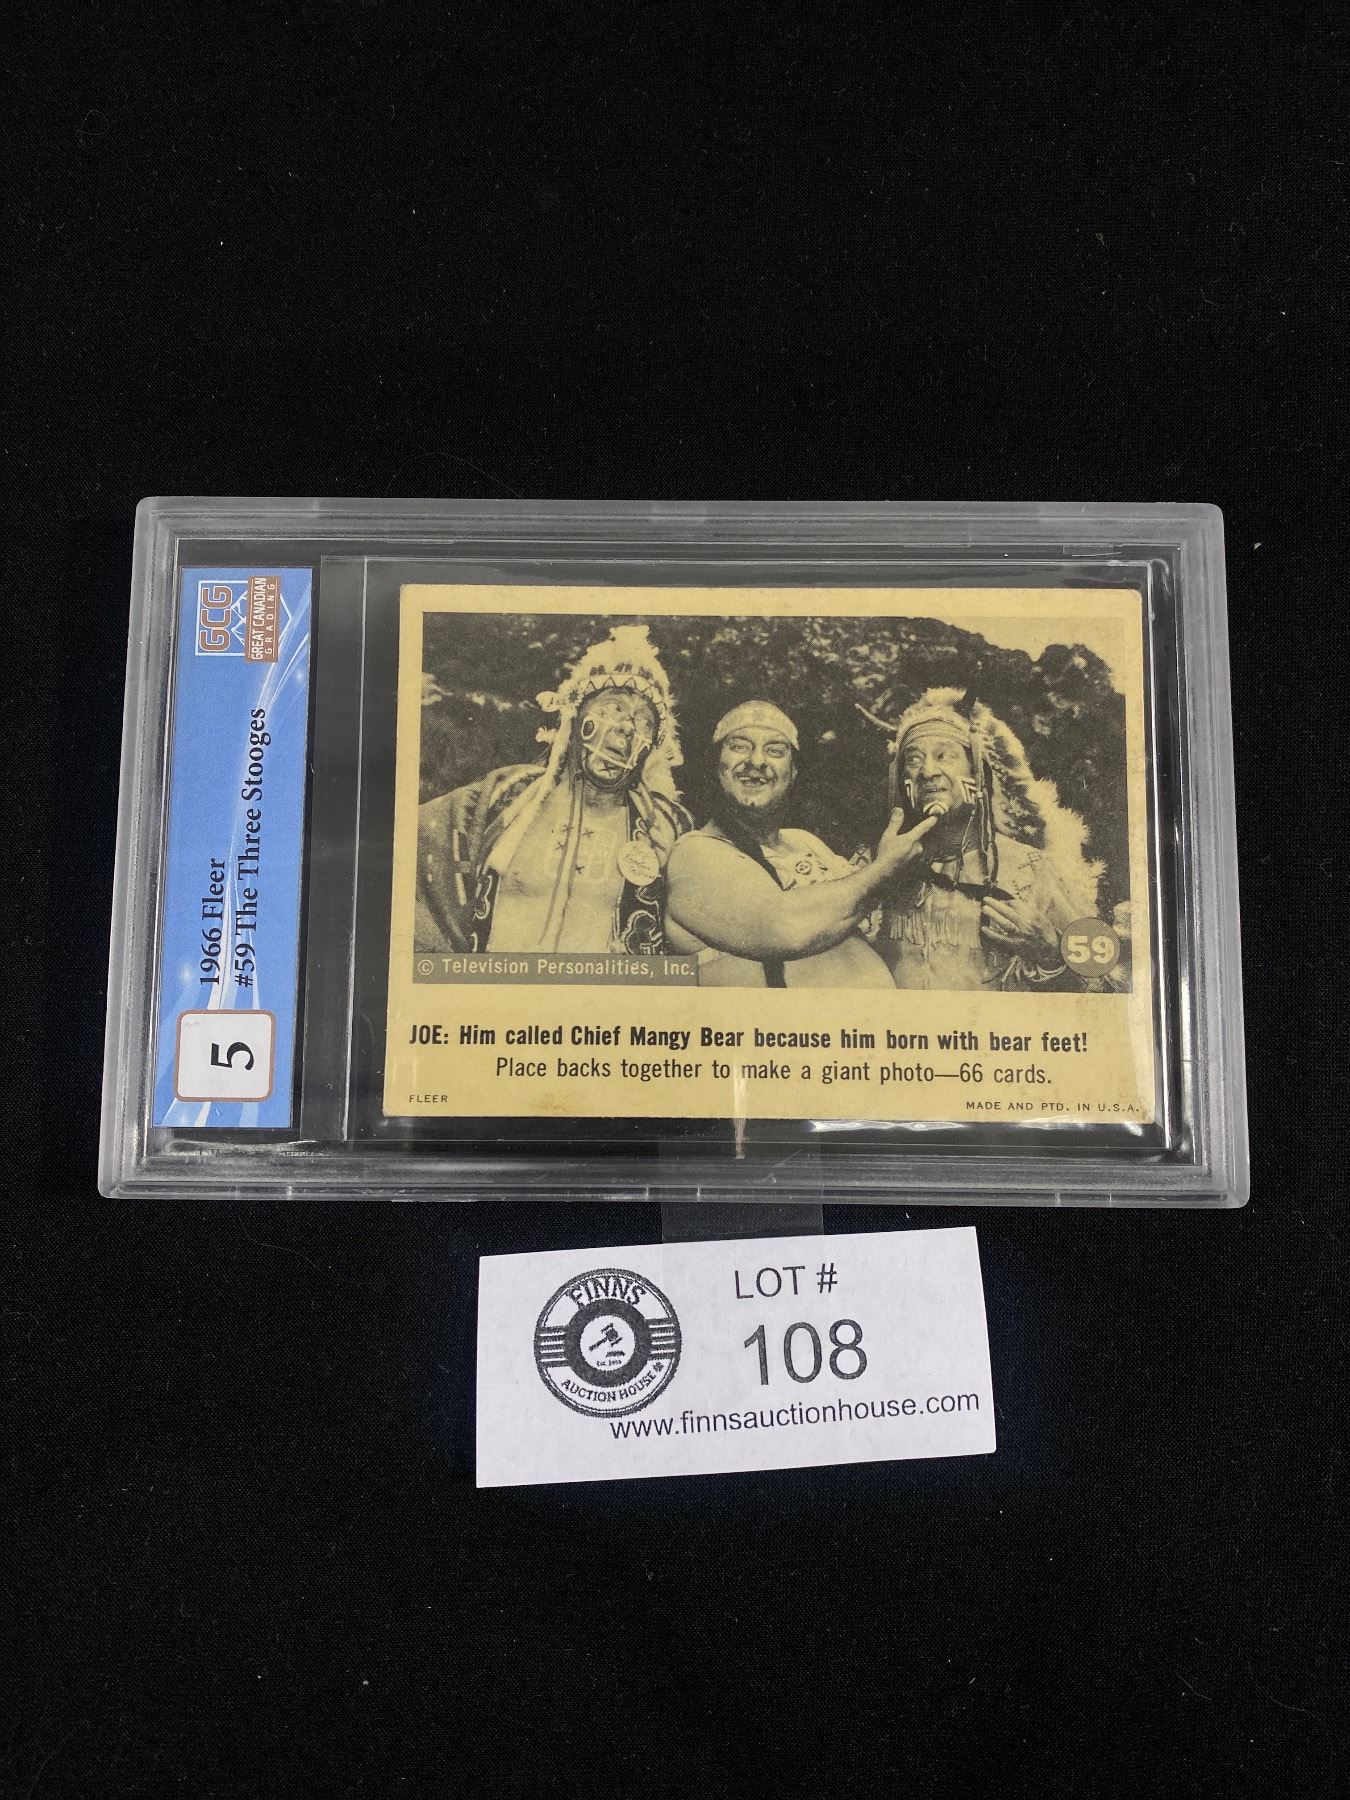 GCG
GREAT CANADIAN
GRADING
1966 Fleer
#59 The Three Stooges
5
© Television Personalities, Inc.
59
JOE: Him called Chief Mangy Bear because him born with bear feet!
Place backs together to make a giant photo—66 cards.
FLEER
MADE AND PTD. IN U.S.A.
FINNS
AUCTION HOUSE
LOT #
108
www.finnsauctionhouse.com